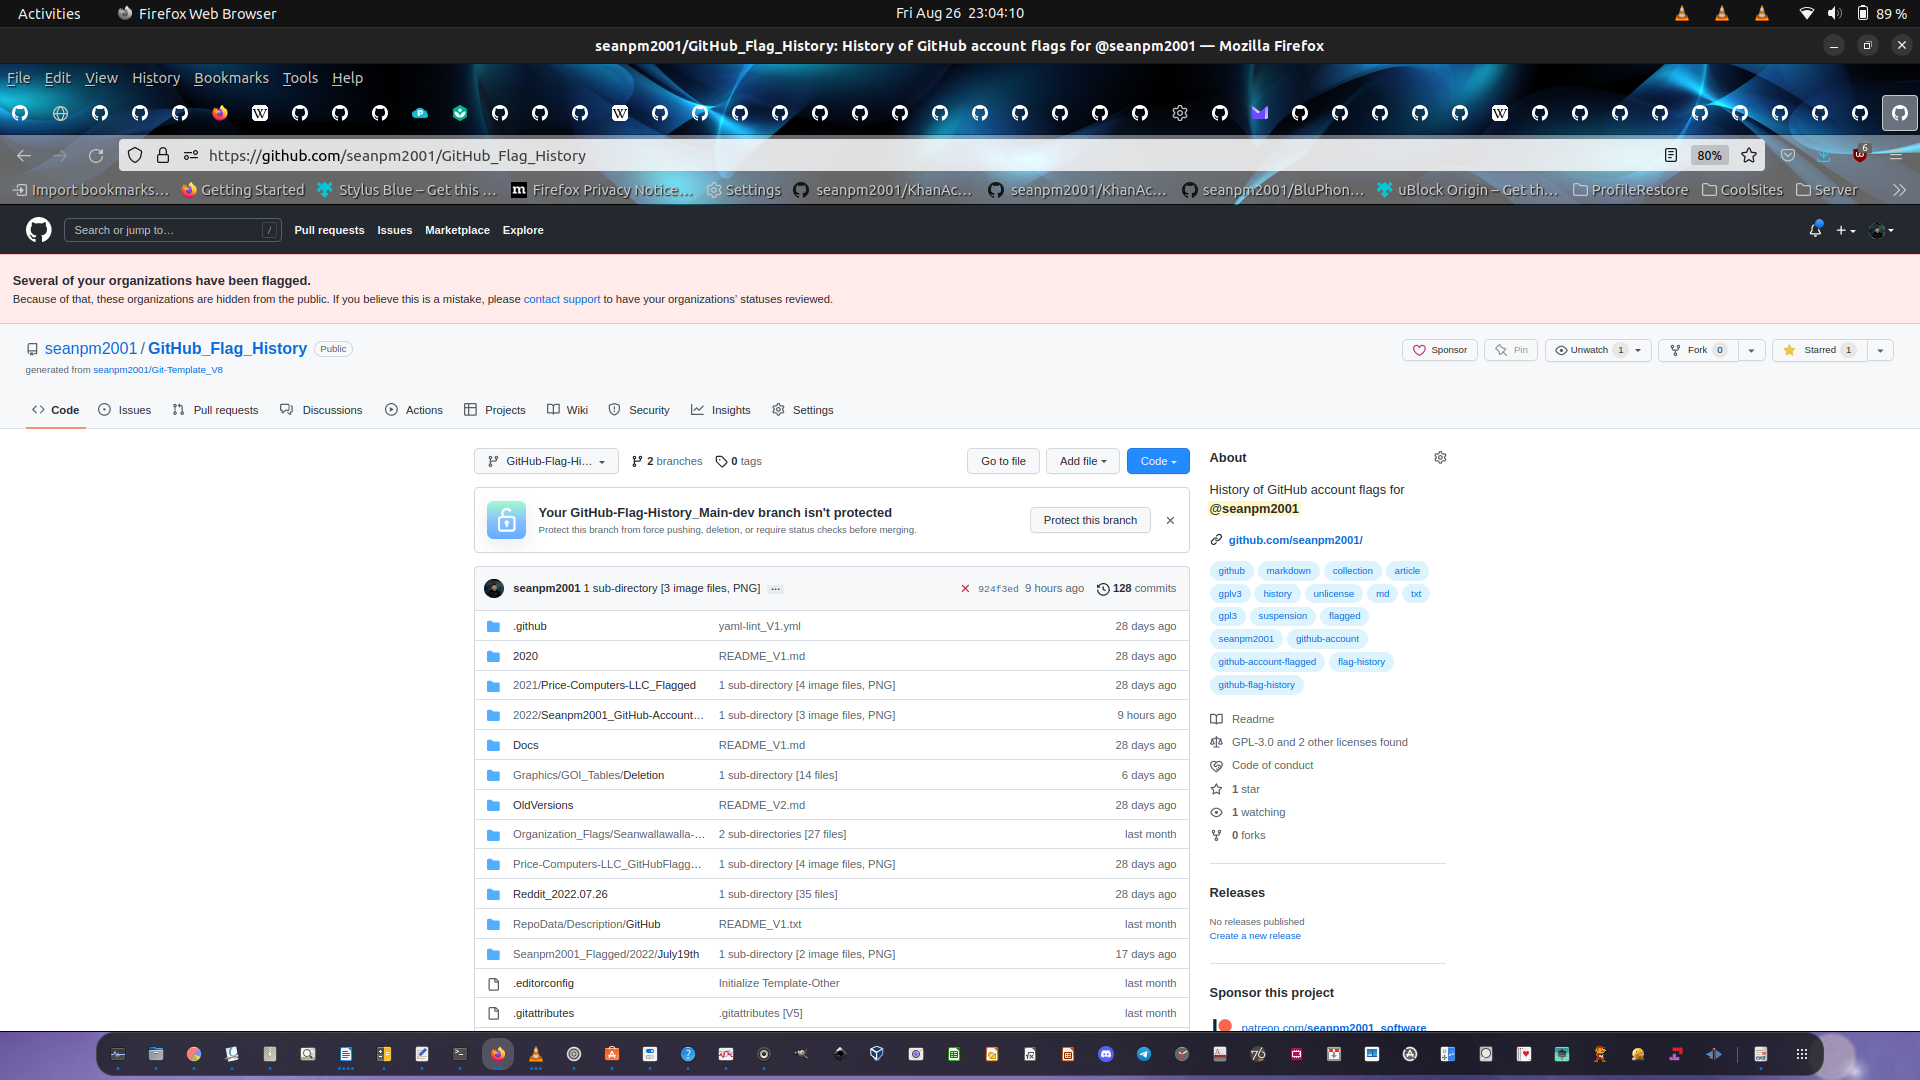 Activities Firefox Web Browser Fri Aug 26 23:04:10 89 %
seanpm2001/GitHub_Flag_History: History of GitHub account flags for @seanpm2001 — Mozilla Firefox
File Edit View History Bookmarks Tools Help
https://github.com/seanpm2001/GitHub_Flag_History 80% 6
Import bookmarks… Getting Started Stylus Blue – Get this … Firefox Privacy Notice… Settings seanpm2001/KhanAc… seanpm2001/KhanAc… seanpm2001/BluPhon… uBlock Origin – Get th… ProfileRestore CoolSites Server
Search or jump to… / Pull requests Issues Marketplace Explore
Several of your organizations have been flagged.
Because of that, these organizations are hidden from the public. If you believe this is a mistake, please contact support to have your organizations' statuses reviewed.
seanpm2001 / GitHub_Flag_History Public Sponsor Pin Unwatch 1 Fork 0 Starred 1
generated from seanpm2001/Git-Template_V8
Code Issues Pull requests Discussions Actions Projects Wiki Security Insights Settings
GitHub-Flag-Hi… 2 branches 0 tags Go to file Add file Code
Your GitHub-Flag-History_Main-dev branch isn't protected
Protect this branch from force pushing, deletion, or require status checks before merging.
Protect this branch
seanpm2001 1 sub-directory [3 image files, PNG] … 924f3ed 9 hours ago 128 commits
.github yaml-lint_V1.yml 28 days ago
2020 README_V1.md 28 days ago
2021/Price-Computers-LLC_Flagged 1 sub-directory [4 image files, PNG] 28 days ago
2022/Seanpm2001_GitHub-Account… 1 sub-directory [3 image files, PNG] 9 hours ago
Docs README_V1.md 28 days ago
Graphics/GOI_Tables/Deletion 1 sub-directory [14 files] 6 days ago
OldVersions README_V2.md 28 days ago
Organization_Flags/Seanwallawalla-… 2 sub-directories [27 files] last month
Price-Computers-LLC_GitHubFlagg… 1 sub-directory [4 image files, PNG] 28 days ago
Reddit_2022.07.26 1 sub-directory [35 files] 28 days ago
RepoData/Description/GitHub README_V1.txt last month
Seanpm2001_Flagged/2022/July19th 1 sub-directory [2 image files, PNG] 17 days ago
.editorconfig Initialize Template-Other last month
.gitattributes .gitattributes [V5] last month
About
History of GitHub account flags for
@seanpm2001
github.com/seanpm2001/
github markdown collection article
gplv3 history unlicense md txt
gpl3 suspension flagged
seanpm2001 github-account
github-account-flagged flag-history
github-flag-history
Readme
GPL-3.0 and 2 other licenses found
Code of conduct
1 star
1 watching
0 forks
Releases
No releases published
Create a new release
Sponsor this project
patreon.com/seanpm2001_software